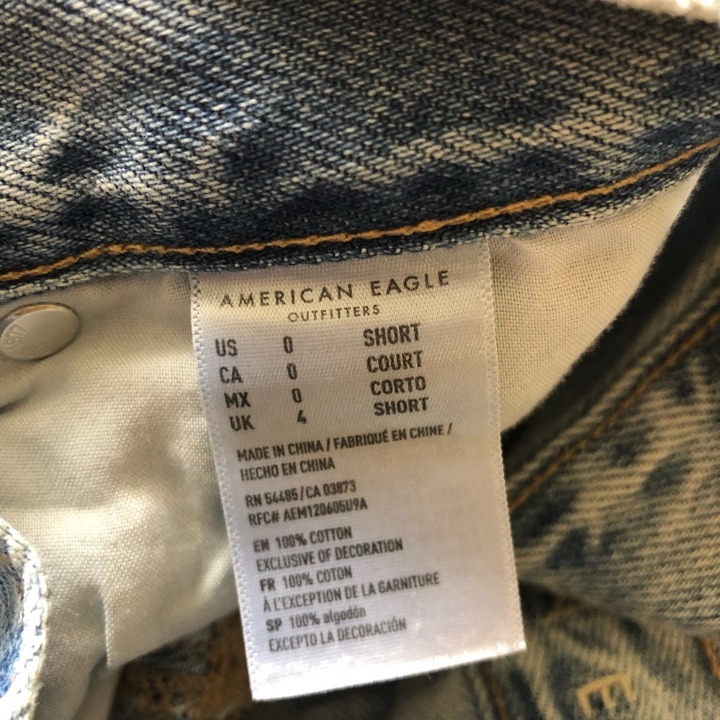 AMERICAN EAGLE
OUTFITTERS
US 0 SHORT
CA 0 COURT
MX 0 CORTO
UK 4 SHORT
MADE IN CHINA / FABRIQUÉ EN CHINE /
HECHO EN CHINA
RN 54485/CA 03873
RFC# AEM120605U9A
EN 100% COTTON
EXCLUSIVE OF DECORATION
FR 100% COTON
À L'EXCEPTION DE LA GARNITURE
SP 100% algodón
EXCEPTO LA DECORACIÓN
E